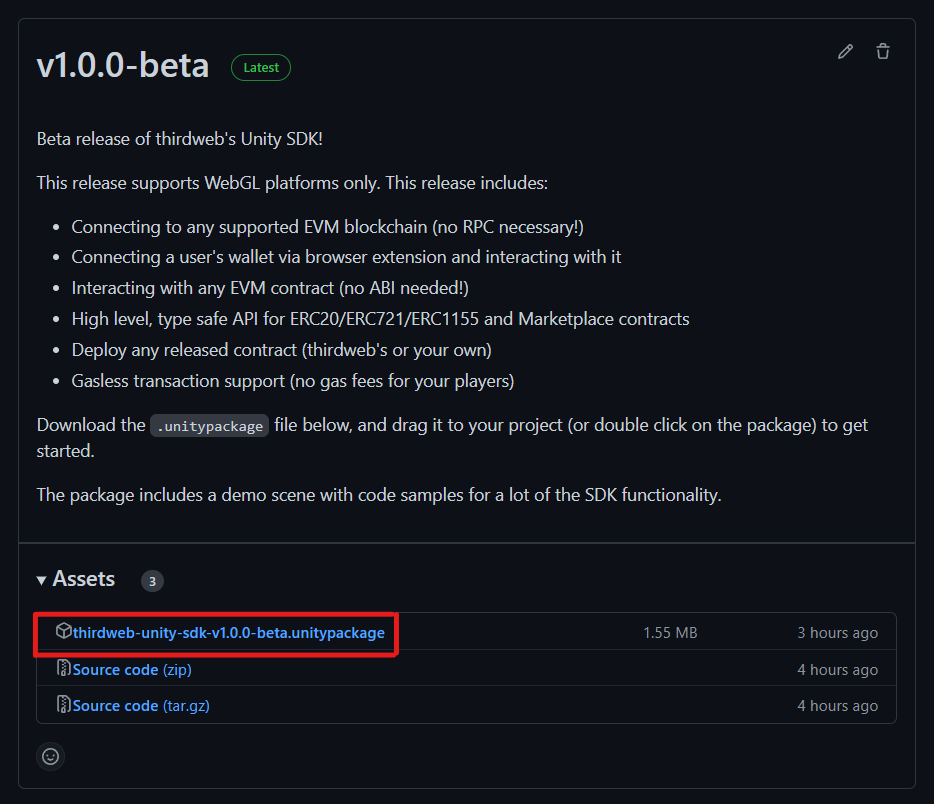 v1.0.0-beta Latest
Beta release of thirdweb's Unity SDK!
This release supports WebGL platforms only. This release includes:
• Connecting to any supported EVM blockchain (no RPC necessary!)
• Connecting a user's wallet via browser extension and interacting with it
• Interacting with any EVM contract (no ABI needed!)
• High level, type safe API for ERC20/ERC721/ERC1155 and Marketplace contracts
• Deploy any released contract (thirdweb's or your own)
• Gasless transaction support (no gas fees for your players)
Download the .unitypackage file below, and drag it to your project (or double click on the package) to get
started.
The package includes a demo scene with code samples for a lot of the SDK functionality.
Assets 3
thirdweb-unity-sdk-v1.0.0-beta.unitypackage 1.55 MB 3 hours ago
Source code (zip) 4 hours ago
Source code (tar.gz) 4 hours ago